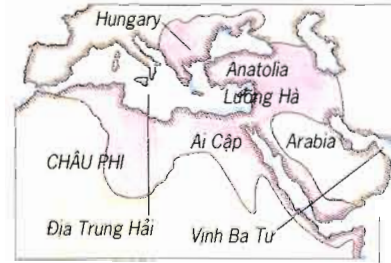 Hungary
Anatolia
Lưỡng Hà
Ai Cập
Arabia
CHÂU PHI
Địa Trung Hải
Vịnh Ba Tư